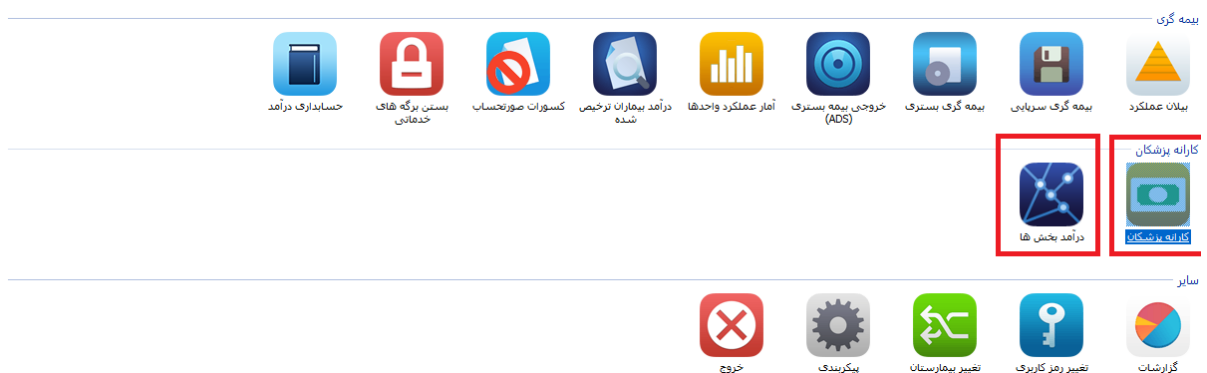 بیمه گری
بیلان عملکرد
بیمه گری سرپایی
بیمه گری بستری
خروجی بیمه بستری
(ADS)
آمار عملکرد واحدها
درآمد بیماران ترخیص
شده
کسورات صورتحساب
بستن برگه های
خدماتی
حسابداری درآمد
کارانه پزشکان
کارانه پزشکان
درآمد بخش ها
سایر
گزارشات
تغییر رمز کاربری
تغییر بیمارستان
پیکربندی
خروج